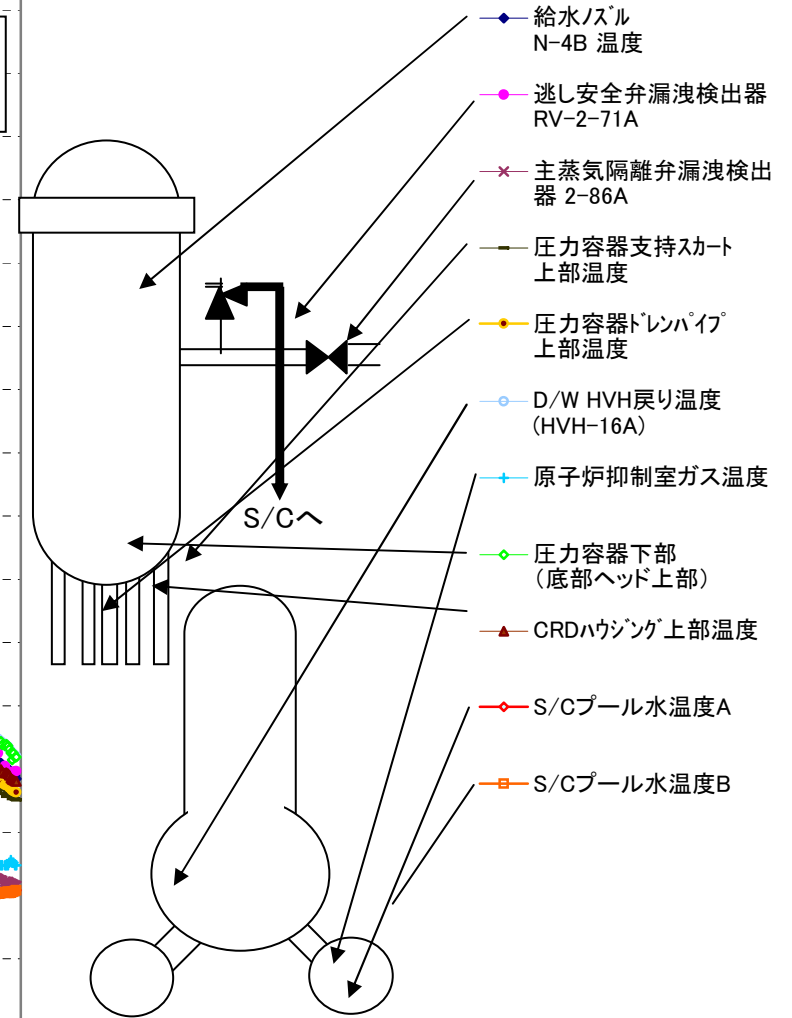 給水ノズル
N-4B 温度
逃し安全弁漏洩検出器
RV-2-71A
主蒸気隔離弁漏洩検出
器 2-86A
圧力容器支持スカート
上部温度
圧力容器ドレンパイプ
上部温度
D/W HVH戻り温度
(HVH-16A)
原子炉抑制室ガス温度
S/Cへ
圧力容器下部
（底部ヘッド上部）
CRDハウジング上部温度
S/Cプール水温度A
S/Cプール水温度B